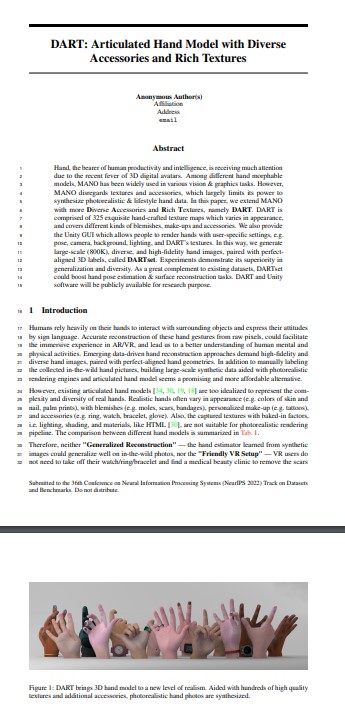 DART: Articulated Hand Model with Diverse
Accessories and Rich Textures
Anonymous Author(s)
Affiliation
Address
email
Abstract
1 Hand, the bearer of human productivity and intelligence, is receiving much attention
2 due to the recent fever of 3D digital avatars. Among different hand morphable
3 models, MANO has been widely used in various vision & graphics tasks. However,
4 MANO disregards textures and accessories, which largely limits its power to
5 synthesize photorealistic & lifestyle hand data. In this paper, we extend MANO
6 with more Diverse Accessories and Rich Textures, namely DART. DART is
7 comprised of 325 exquisite hand-crafted texture maps which varies in appearance,
8 and covers different kinds of blemishes, make-ups and accessories. We also provide
9 the Unity GUI which allows people to render hands with user-specific settings, e.g.
10 pose, camera, background, lighting, and DART's textures. In this way, we generate
11 large-scale (800K), diverse, and high-fidelity hand images, paired with perfect-
12 aligned 3D labels, called DARTset. Experiments demonstrate its superiority in
13 generalization and diversity. As a great complement to existing datasets, DARTset
14 could boost hand pose estimation & surface reconstruction tasks. DART and Unity
15 software will be publicly available for research purpose.
16 1 Introduction
17 Humans rely heavily on their hands to interact with surrounding objects and express their attitudes
18 by sign language. Accurate reconstruction of these hand gestures from raw pixels, could facilitate
19 the immersive experience in AR/VR, and lead us to a better understanding of human mental and
20 physical activities. Emerging data-driven hand reconstruction approaches demand high-fidelity and
21 diverse hand images, paired with perfect-aligned geometries. In addition to manually labeling
22 the collected in-the-wild hand pictures, building large-scale synthetic data aided with photorealistic
23 rendering engines and articulated hand model seems a promising and more affordable alternative.
24 However, existing articulated hand models [34, 30, 19, 18] are too idealized to represent the com-
25 plexity and diversity of real hands. Realistic hands often vary in appearance (e.g. colors of skin and
26 nail, palm prints), with blemishes (e.g. moles, scars, bandages), personalized make-up (e.g. tattoos),
27 and accessories (e.g. ring, watch, bracelet, glove). Also, the captured textures with baked-in factors,
28 i.e. lighting, shading, and materials, like HTML [30], are not suitable for photorealistic rendering
29 pipeline. The comparison between different hand models is summarized in Tab. 1.
30 Therefore, neither "Generalized Reconstruction" — the hand estimator learned from synthetic
31 images could generalize well on in-the-wild photos, nor the "Friendly VR Setup" — VR users do
32 not need to take off their watch/ring/bracelet and find a medical beauty clinic to remove the scars
Submitted to the 36th Conference on Neural Information Processing Systems (NeurIPS 2022) Track on Datasets
and Benchmarks. Do not distribute.
Figure 1: DART brings 3D hand model to a new level of realism. Aided with hundreds of high quality
textures and additional accessories, photorealistic hand photos are synthesized.